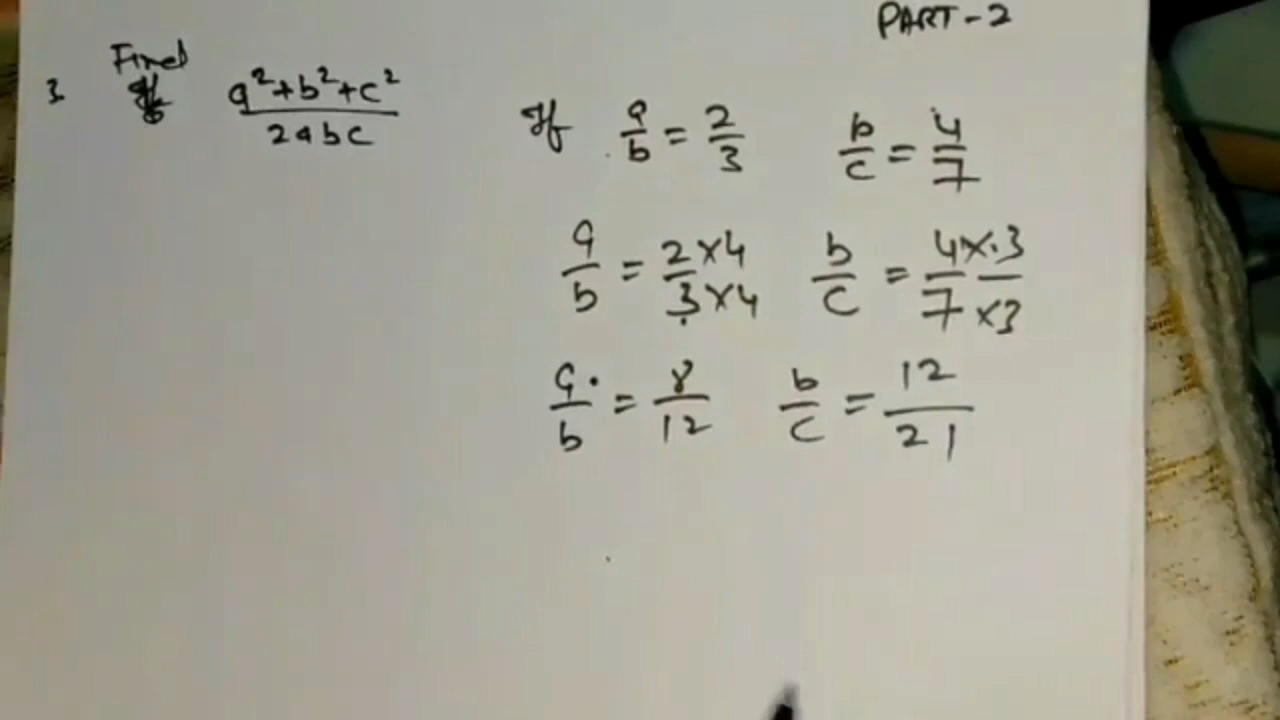 PART-2
3 Find a²+b²+c² / 2abc If a/b = 2/3 b/c = 4/7
a/b = 2×4 / 3×4 b/c = 4×3 / 7×3
a/b = 8/12 b/c = 12/21